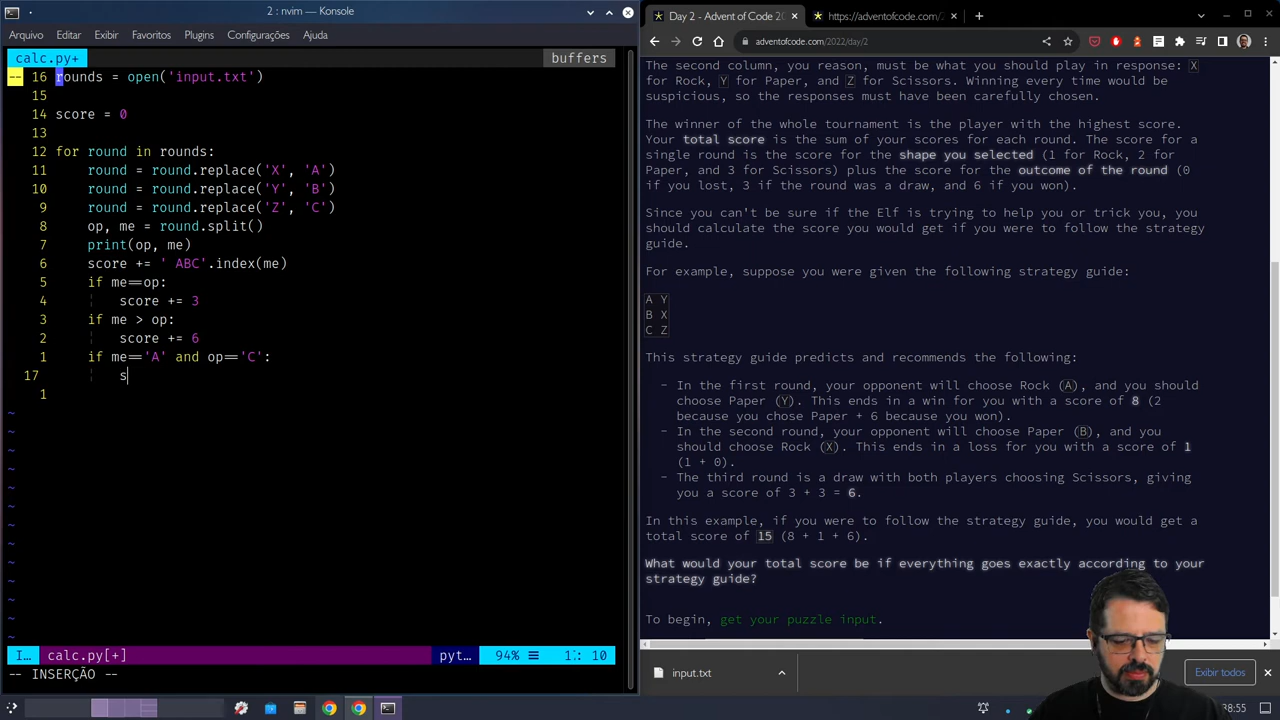 2 : nvim — Konsole
Arquivo Editar Exibir Favoritos Plugins Configurações Ajuda
calc.py+ buffers
-- 16 rounds = open('input.txt')
15
14 score = 0
13
12 for round in rounds:
11 round = round.replace('X', 'A')
10 round = round.replace('Y', 'B')
9 round = round.replace('Z', 'C')
8 op, me = round.split()
7 print(op, me)
6 score += ' ABC'.index(me)
5 if me==op:
4 score += 3
3 if me > op:
2 score += 6
1 if me=='A' and op=='C':
17 s
1
~
~
~
~
~
~
~
~
~
~
~
~
~
I… calc.py[+] pyt… 94% ☰ 1: 10
-- INSERÇÃO --
Day 2 - Advent of Code 20
https://adventofcode.com/2
adventofcode.com/2022/day/2
The second column, you reason, must be what you should play in response: X
for Rock, Y for Paper, and Z for Scissors. Winning every time would be
suspicious, so the responses must have been carefully chosen.
The winner of the whole tournament is the player with the highest score.
Your total score is the sum of your scores for each round. The score for a
single round is the score for the shape you selected (1 for Rock, 2 for
Paper, and 3 for Scissors) plus the score for the outcome of the round (0
if you lost, 3 if the round was a draw, and 6 if you won).
Since you can't be sure if the Elf is trying to help you or trick you, you
should calculate the score you would get if you were to follow the strategy
guide.
For example, suppose you were given the following strategy guide:
A Y
B X
C Z
This strategy guide predicts and recommends the following:
- In the first round, your opponent will choose Rock (A), and you should
choose Paper (Y). This ends in a win for you with a score of 8 (2
because you chose Paper + 6 because you won).
- In the second round, your opponent will choose Paper (B), and you
should choose Rock (X). This ends in a loss for you with a score of 1
(1 + 0).
- The third round is a draw with both players choosing Scissors, giving
you a score of 3 + 3 = 6.
In this example, if you were to follow the strategy guide, you would get a
total score of 15 (8 + 1 + 6).
What would your total score be if everything goes exactly according to your
strategy guide?
To begin, get your puzzle input.
input.txt
Exibir todos
38:55